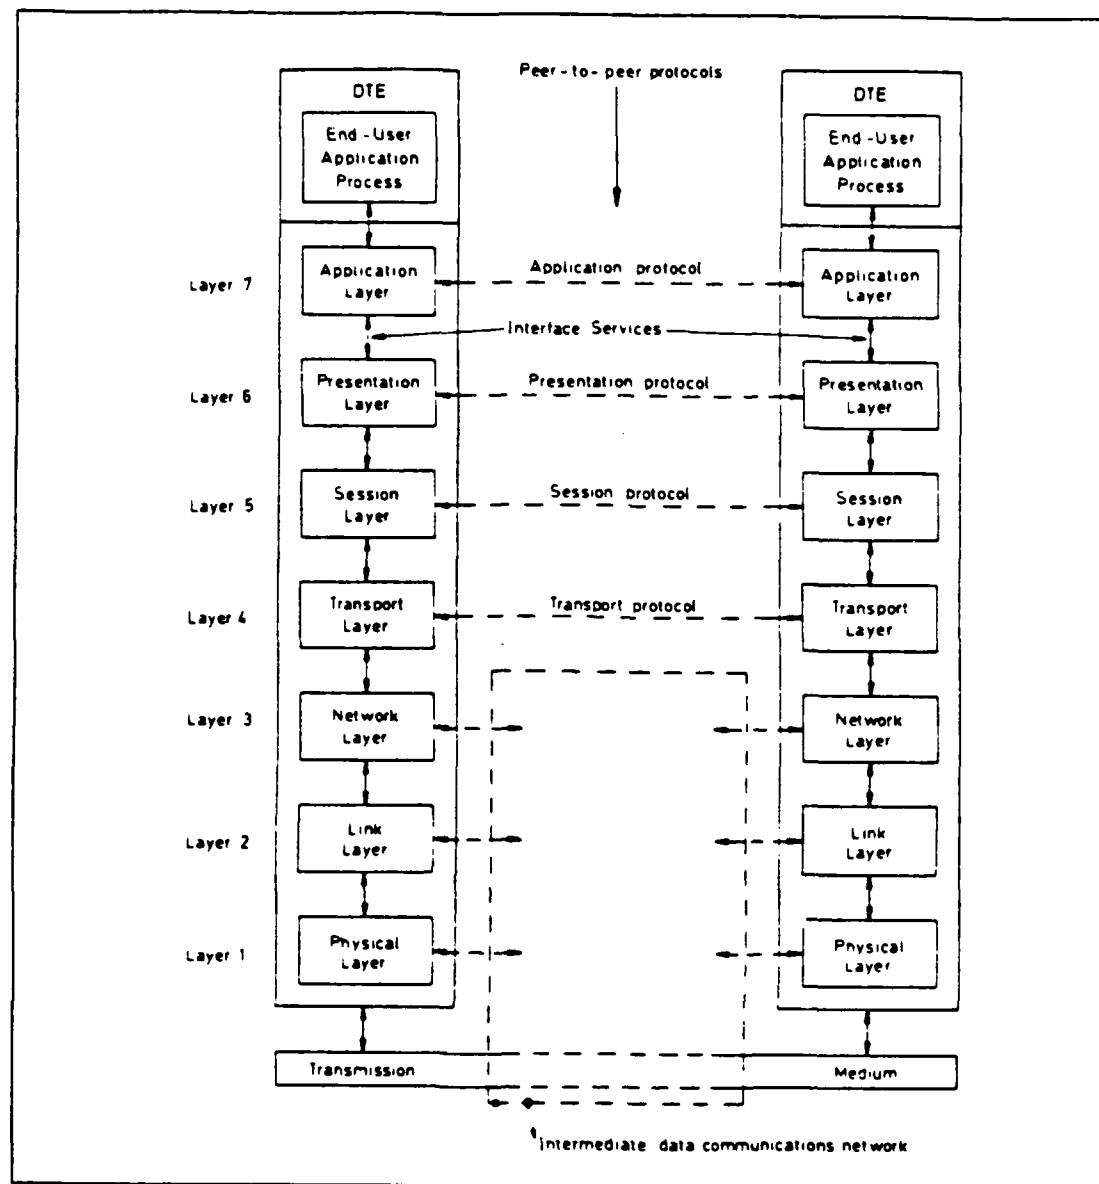 Peer-to-peer protocols
DTE
DTE
End-User
Application
Process
End-User
Application
Process
Layer 7
Application
Layer
Application protocol
Application
Layer
Interface Services
Layer 6
Presentation
Layer
Presentation protocol
Presentation
Layer
Layer 5
Session
Layer
Session protocol
Session
Layer
Layer 4
Transport
Layer
Transport protocol
Transport
Layer
Layer 3
Network
Layer
Network
Layer
Layer 2
Link
Layer
Link
Layer
Layer 1
Physical
Layer
Physical
Layer
Transmission
Medium
Intermediate data communications network